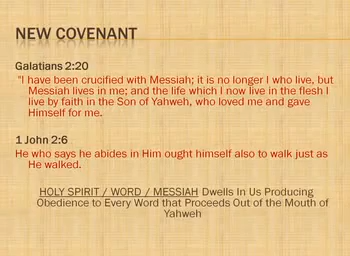 NEW COVENANT
Galatians 2:20
"I have been crucified with Messiah; it is no longer I who live, but
Messiah lives in me; and the life which I now live in the flesh I
live by faith in the Son of Yahweh, who loved me and gave
Himself for me.
1 John 2:6
He who says he abides in Him ought himself also to walk just as
He walked.
HOLY SPIRIT / WORD / MESSIAH Dwells In Us Producing
Obedience to Every Word that Proceeds Out of the Mouth of
Yahweh